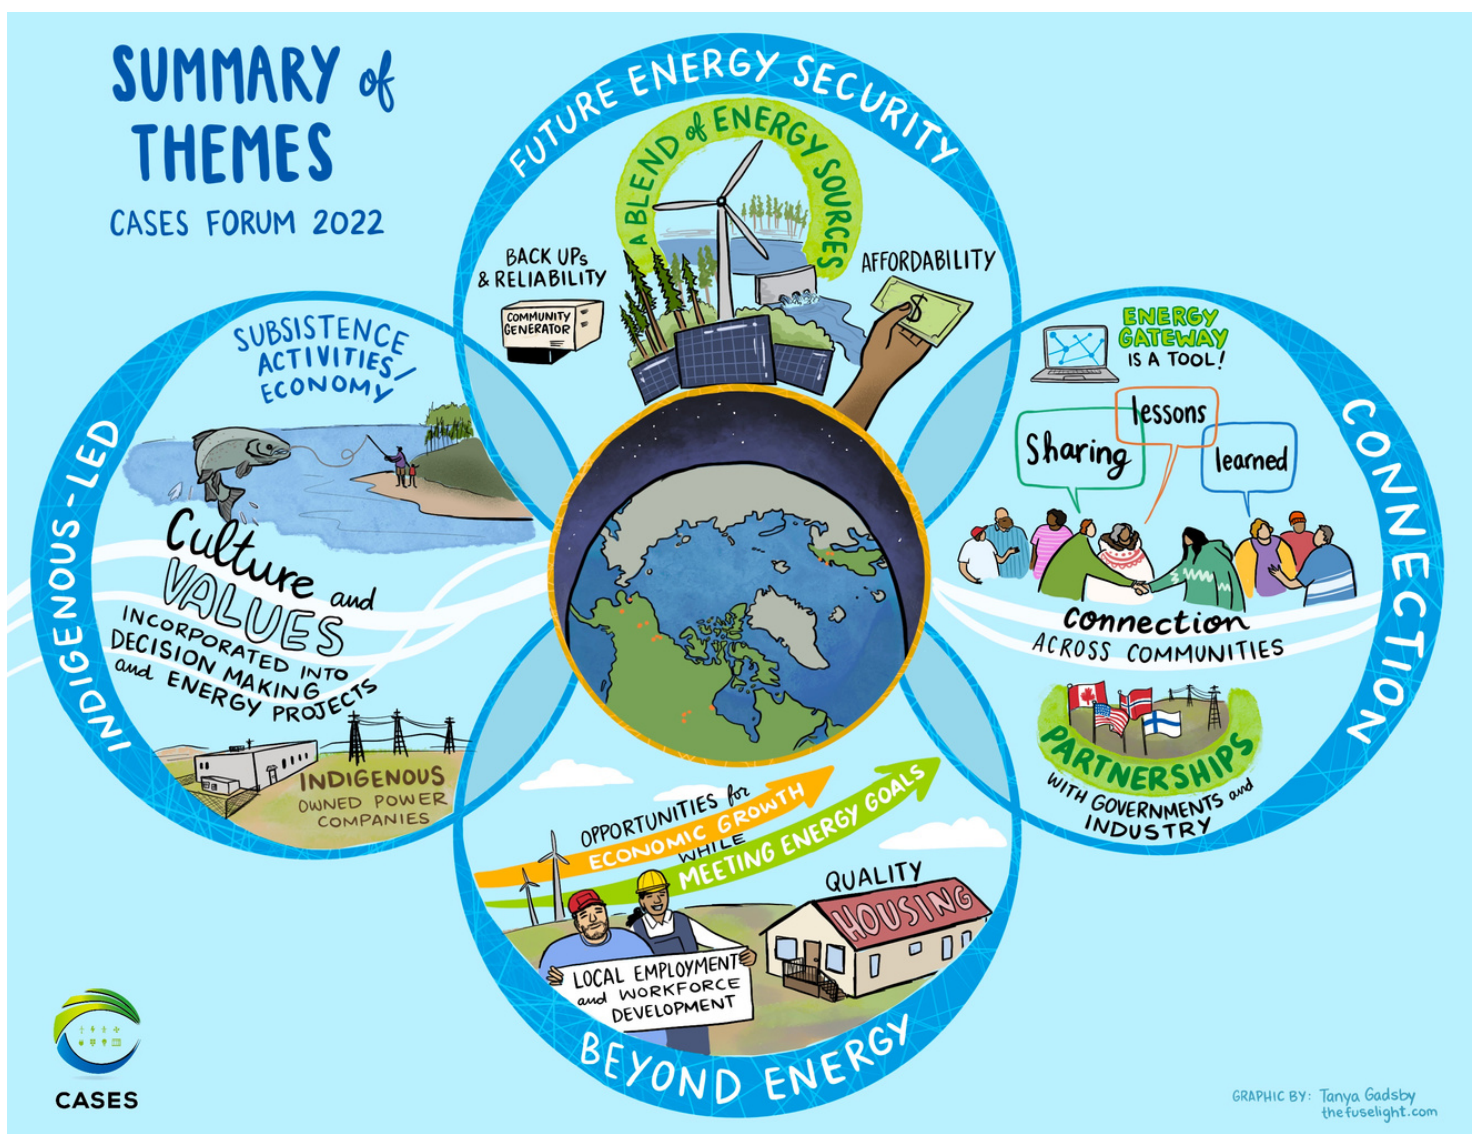 SUMMARY of
THEMES
CASES FORUM 2022
FUTURE ENERGY SECURITY
A BLEND of ENERGY SOURCES
BACK UPs
& RELIABILITY
COMMUNITY
GENERATOR
AFFORDABILITY
$
INDIGENOUS-LED
SUBSISTENCE
ACTIVITIES/
ECONOMY
Culture and
VALUES
INCORPORATED INTO
DECISION MAKING
and ENERGY PROJECTS
INDIGENOUS
OWNED POWER
COMPANIES
CONNECTION
ENERGY
GATEWAY
IS A TOOL!
Sharing
lessons
learned
connection
ACROSS COMMUNITIES
PARTNERSHIPS
WITH GOVERNMENTS and
INDUSTRY
BEYOND ENERGY
OPPORTUNITIES for
ECONOMIC GROWTH
WHILE
MEETING ENERGY GOALS
QUALITY
HOUSING
LOCAL EMPLOYMENT
and WORKFORCE
DEVELOPMENT
CASES
GRAPHIC BY: Tanya Gadsby
thefuselight.com